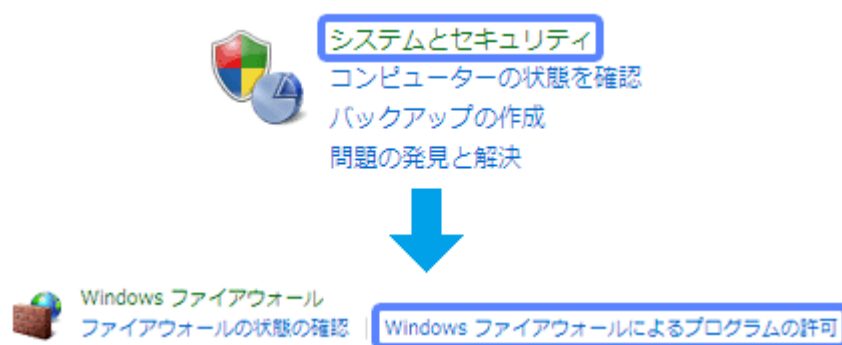 システムとセキュリティ
コンピューターの状態を確認
バックアップの作成
問題の発見と解決
Windows ファイアウォール
ファイアウォールの状態の確認 | Windows ファイアウォールによるプログラムの許可